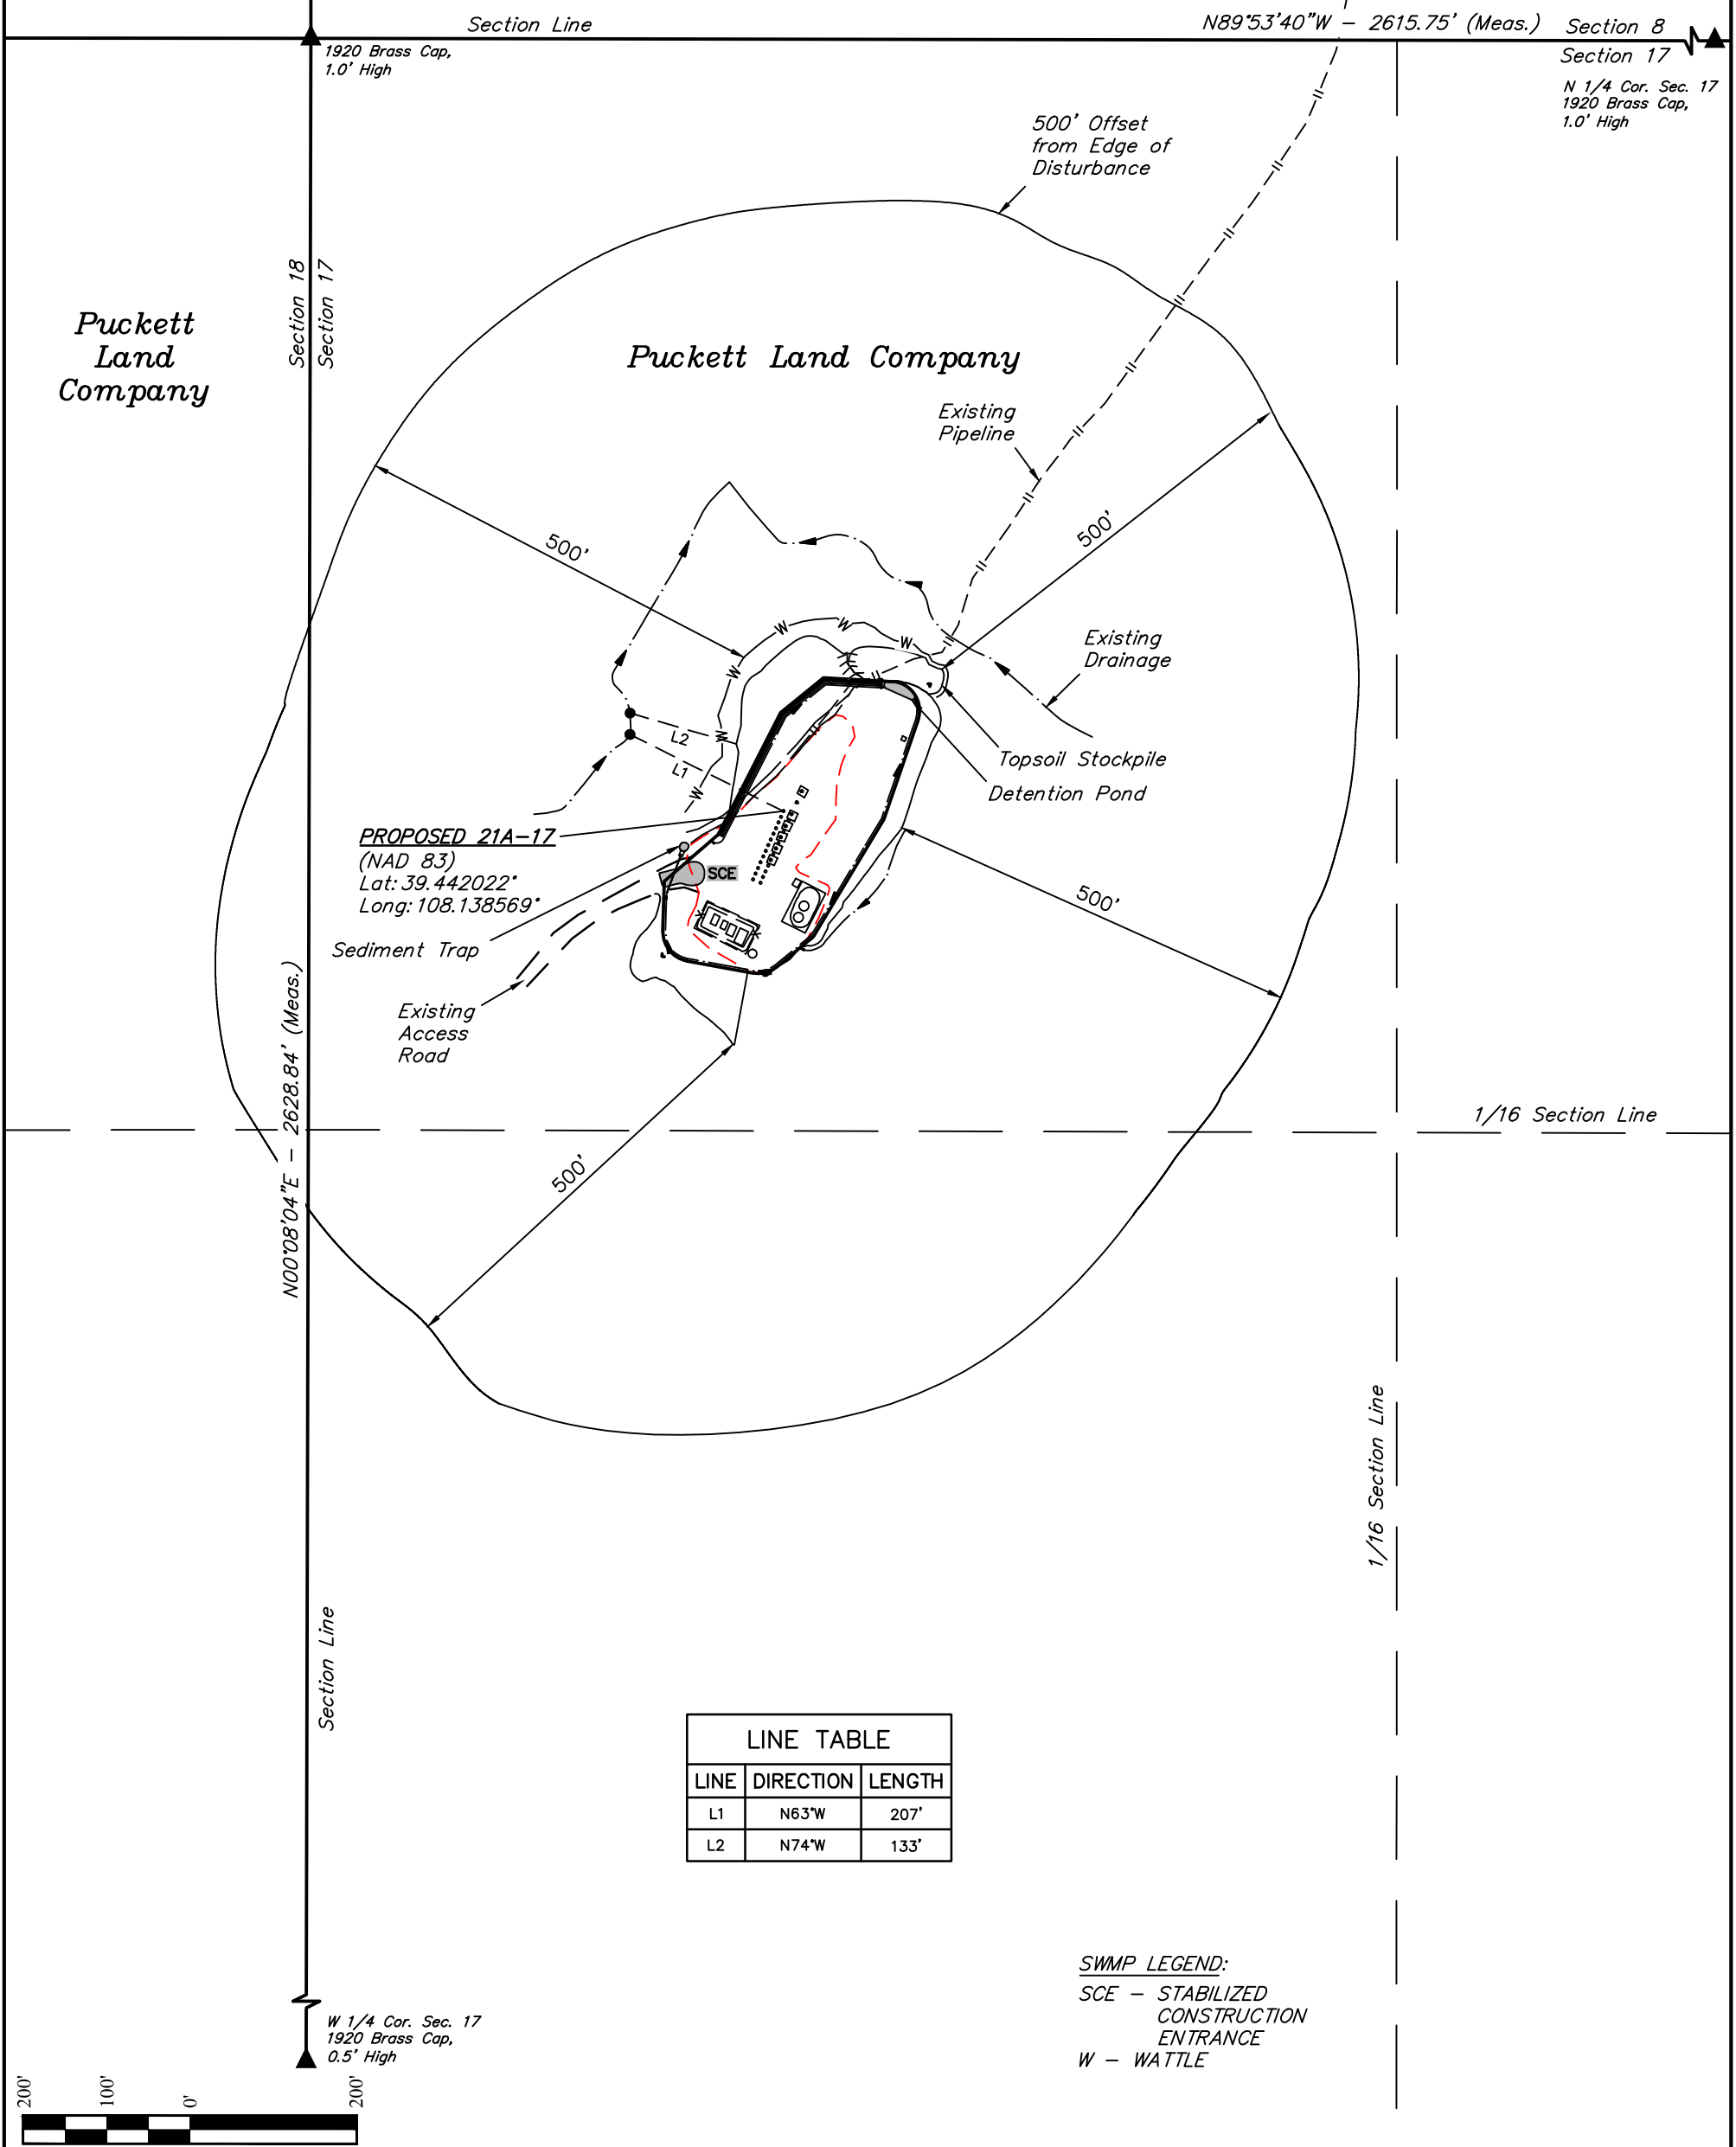 Section Line
N89°53'40"W – 2615.75' (Meas.)
Section 8
Section 17
1920 Brass Cap,
1.0' High
N 1/4 Cor. Sec. 17
1920 Brass Cap,
1.0' High
500' Offset
from Edge of
Disturbance
Section 18
Section 17
Puckett
Land
Company
Puckett Land Company
Existing
Pipeline
500'
500'
Existing
Drainage
W
W
W
W
W
W
L2
L1
Topsoil Stockpile
Detention Pond
PROPOSED 21A–17
(NAD 83)
Lat: 39.442022°
Long: 108.138569°
SCE
500'
Sediment Trap
Existing
Access
Road
N00°08'04"E – 2628.84' (Meas.)
1/16 Section Line
500'
1/16 Section Line
Section Line
LINE TABLE
LINE DIRECTION LENGTH
L1 N63°W 207'
L2 N74°W 133'
SWMP LEGEND:
SCE – STABILIZED
CONSTRUCTION
ENTRANCE
W – WATTLE
W 1/4 Cor. Sec. 17
1920 Brass Cap,
0.5' High
200' 100' 0' 200'